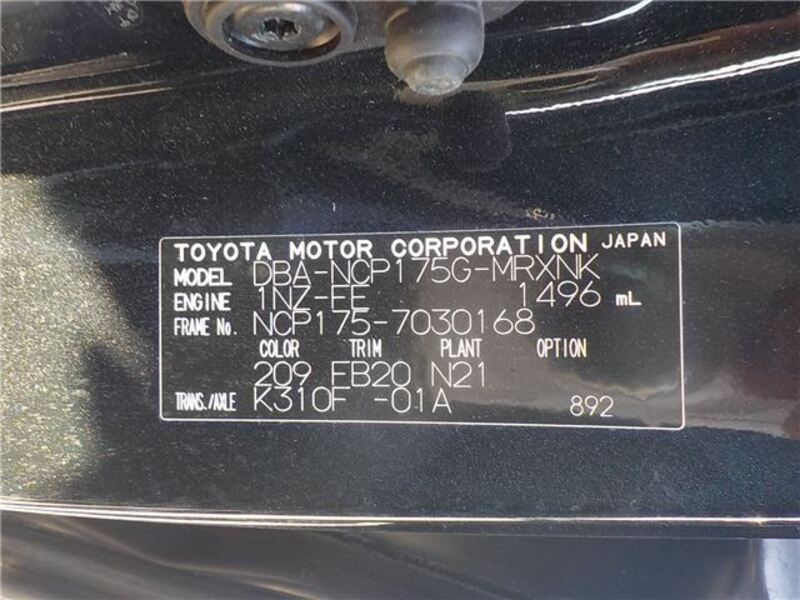 TOYOTA MOTOR CORPORATION JAPAN
MODEL DBA-NCP175G-MRXNK
ENGINE 1NZ-FE 1496 mL
FRAME No. NCP175-7030168
COLOR TRIM PLANT OPTION
209 EB20 N21
TRANS./AXLE K310F -01A 892